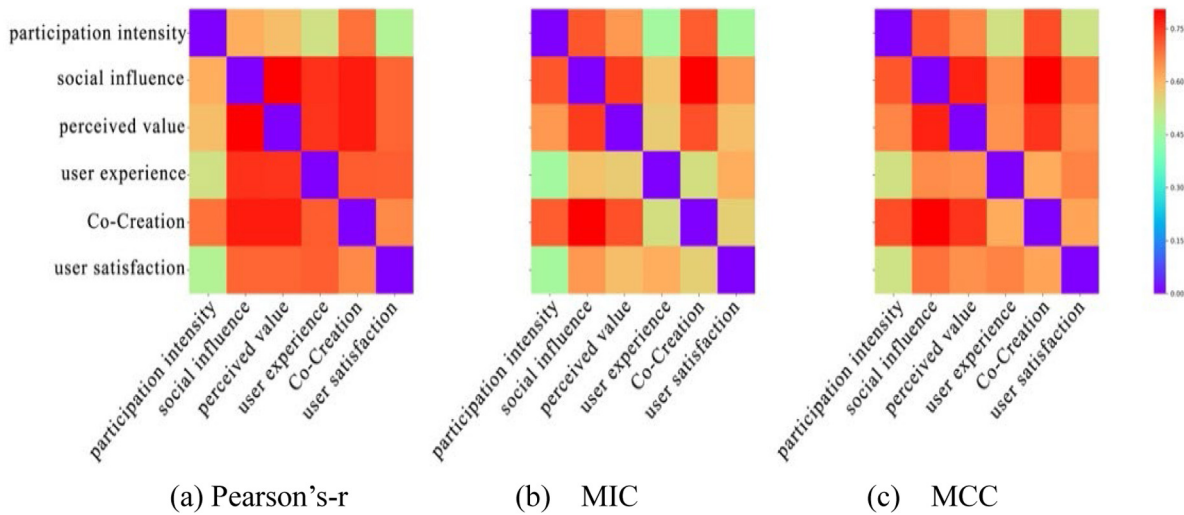 participation intensity
social influence
perceived value
user experience
Co-Creation
user satisfaction
participation intensity
social influence
perceived value
user experience
Co-Creation
user satisfaction
(a) Pearson’s-r
participation intensity
social influence
perceived value
user experience
Co-Creation
user satisfaction
(b) MIC
participation intensity
social influence
perceived value
user experience
Co-Creation
user satisfaction
(c) MCC
0.75
0.60
0.45
0.30
0.15
0.00